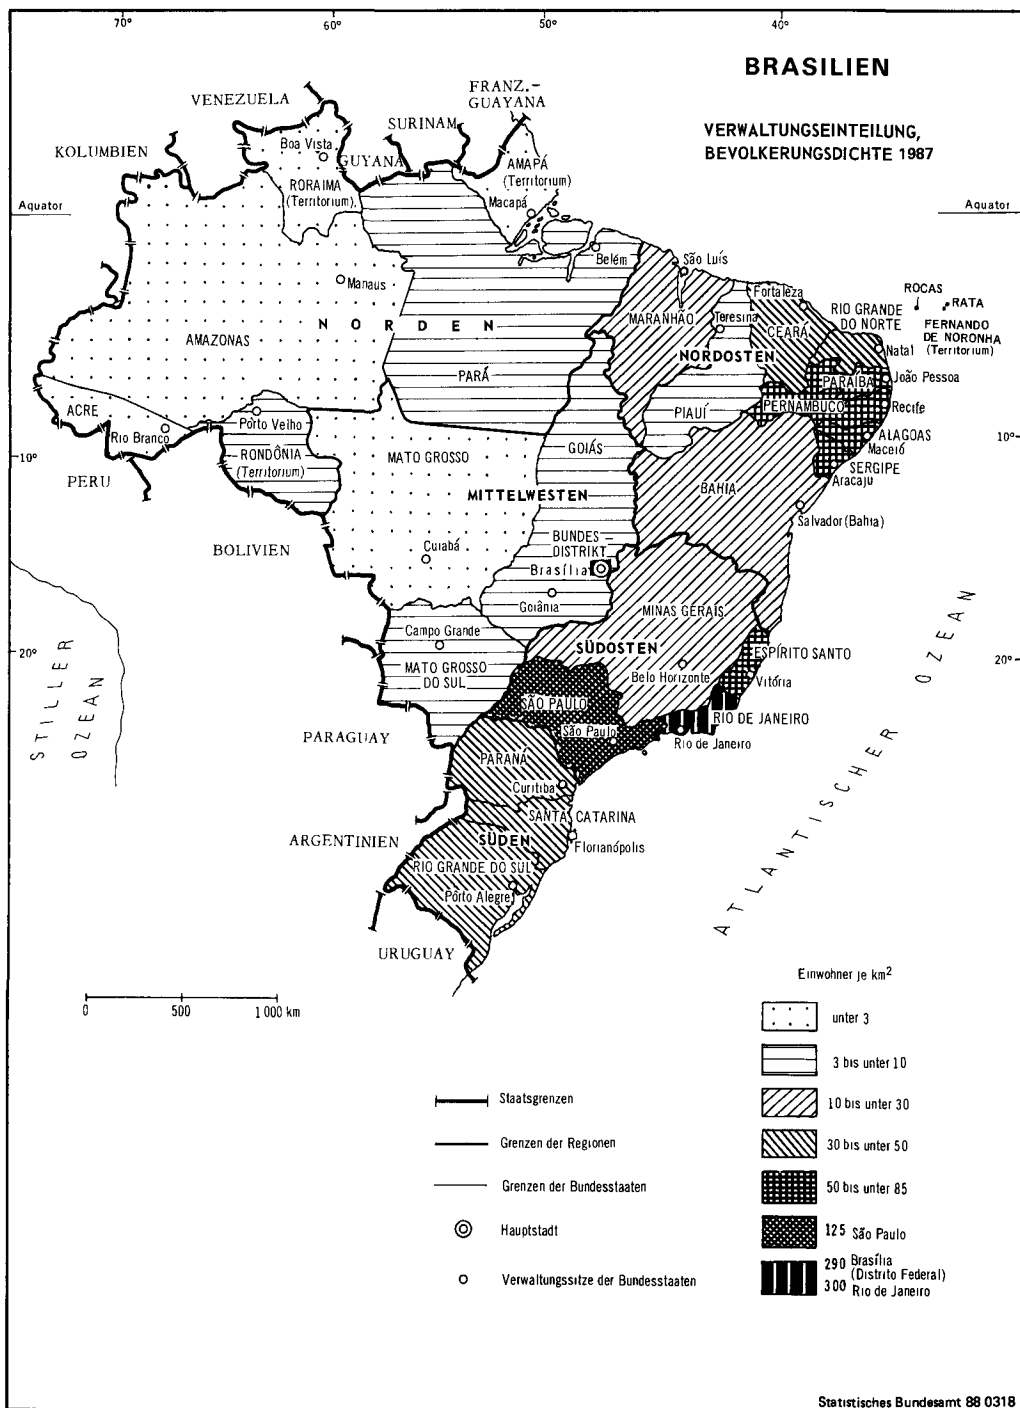 70°
60°
50°
40°
BRASILIEN
VERWALTUNGSEINTEILUNG,
BEVOLKERUNGSDICHTE 1987
VENEZUELA
FRANZ.-
GUAYANA
SURINAM
KOLUMBIEN
GUYANA
Boa Vista
RORAIMA
(Territorium)
AMAPÁ
(Territorium)
Macapá
Aquator
Aquator
Belém
São Luís
Manaus
Fortaleza
ROCAS
RATA
RIO GRANDE
DO NORTE
FERNANDO
DE NORONHA
(Territorium)
NORDEN
MARANHÃO
Teresina
CEARÁ
AMAZONAS
NORDOSTEN
Natal
PARÁ
PARAÍBA
João Pessoa
ACRE
Pôrto Velho
PIAUÍ
PERNAMBUCO
Recife
Rio Branco
10°
RONDÔNIA
(Territorium)
MATO GROSSO
GOIÁS
ALAGOAS
Maceió
10°
SERGIPE
Aracaju
PERU
MITTELWESTEN
BAHIA
Salvador (Bahia)
BOLIVIEN
Cuiabá
BUNDES-
DISTRIKT
Brasília
Goiânia
MINAS GERAIS
Campo Grande
20°
MATO GROSSO
DO SUL
SÜDOSTEN
Belo Horizonte
ESPÍRITO SANTO
Vitória
20°
STILLER
OZEAN
SÃO PAULO
São Paulo
RIO DE JANEIRO
Rio de Janeiro
PARAGUAY
PARANÁ
Curitiba
ATLANTISCHER OZEAN
SANTA CATARINA
ARGENTINIEN
SÜDEN
Florianópolis
RIO GRANDE DO SUL
Pôrto Alegre
URUGUAY
0 500 1 000 km
Einwohner je km²
unter 3
3 bis unter 10
10 bis unter 30
30 bis unter 50
50 bis unter 85
125 São Paulo
290 Brasília
(Distrito Federal)
300 Rio de Janeiro
Staatsgrenzen
Grenzen der Regionen
Grenzen der Bundesstaaten
Hauptstadt
Verwaltungssitze der Bundesstaaten
Statistisches Bundesamt 88 0318